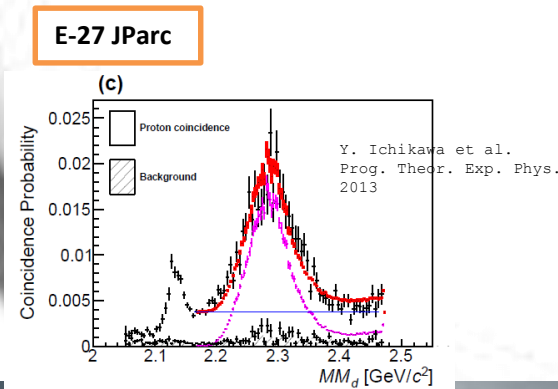 E-27 JParc
(c)
Proton coincidence
Background
Y. Ichikawa et al.
Prog. Theor. Exp. Phys.
2013
Coincidence Probability
0.025
0.02
0.015
0.01
0.005
0
2 2.1 2.2 2.3 2.4 2.5
MM_d [GeV/c²]